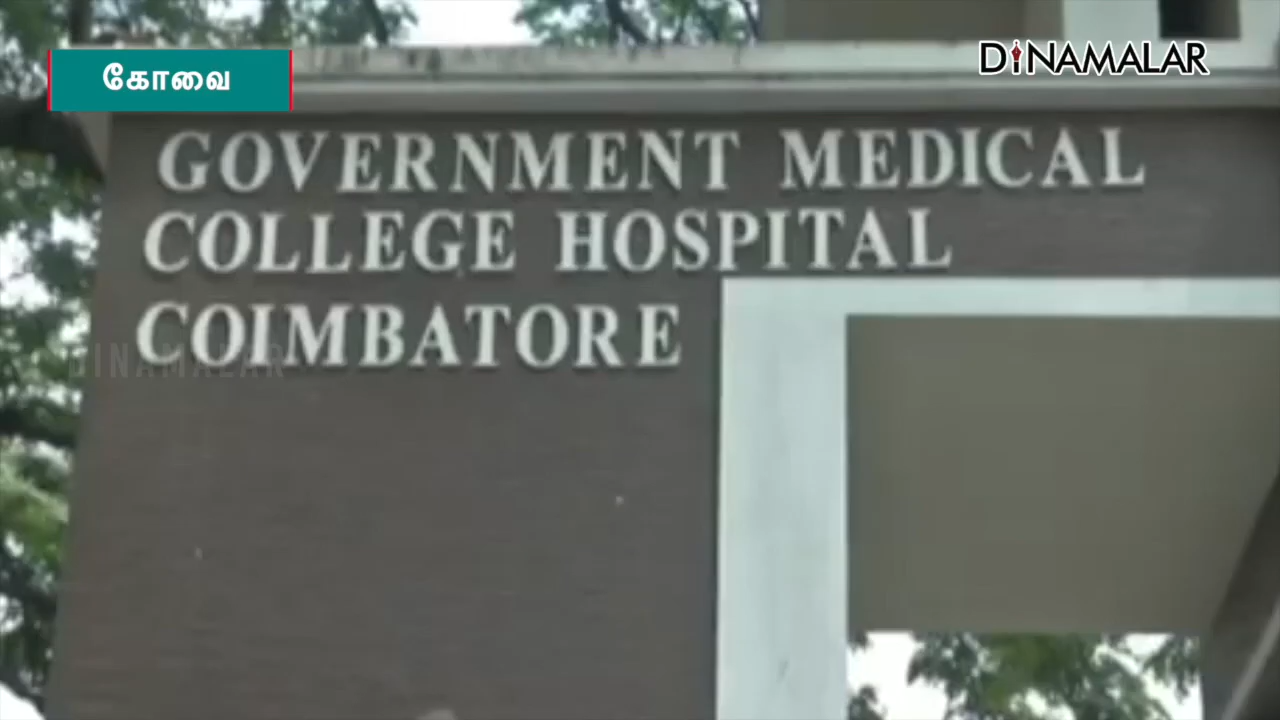 கோவை
DINAMALAR
GOVERNMENT MEDICAL
COLLEGE HOSPITAL
COIMBATORE
DINAMALAR